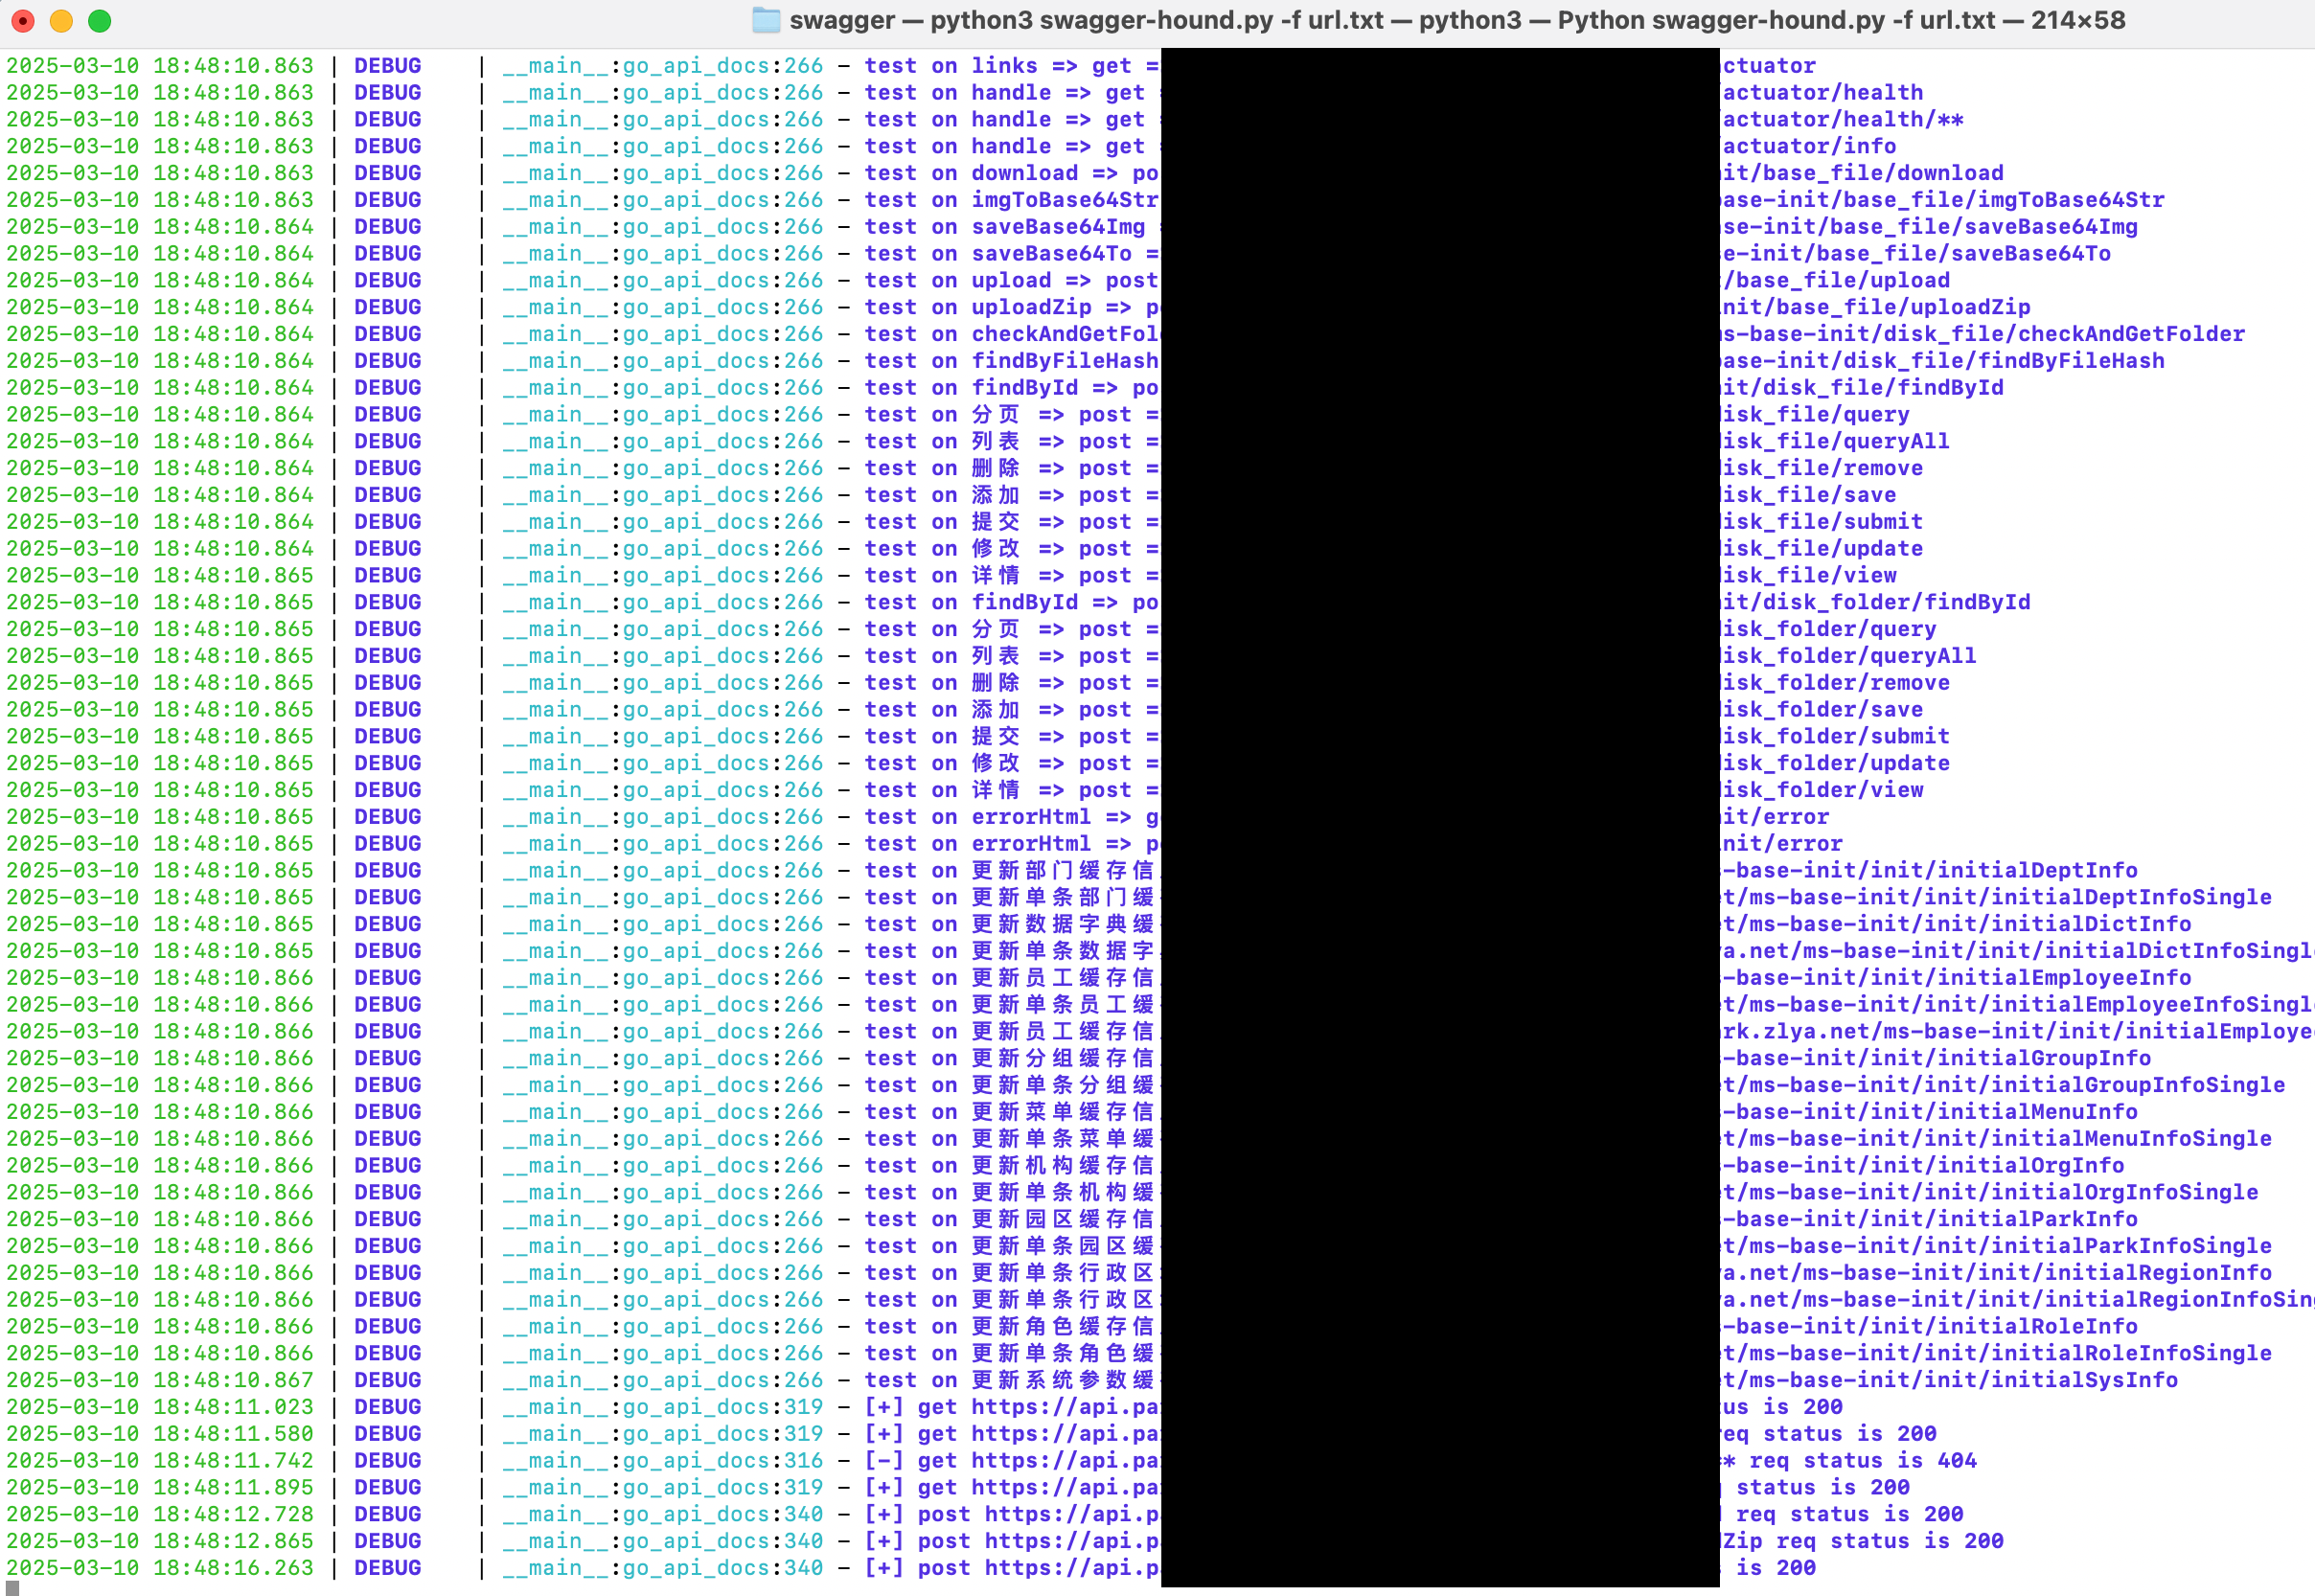 swagger — python3 swagger-hound.py -f url.txt — python3 — Python swagger-hound.py -f url.txt — 214×58
2025-03-10 18:48:10.863 | DEBUG | __main__:go_api_docs:266 - test on links => get = ctuator
2025-03-10 18:48:10.863 | DEBUG | __main__:go_api_docs:266 - test on handle => get actuator/health
2025-03-10 18:48:10.863 | DEBUG | __main__:go_api_docs:266 - test on handle => get actuator/health/**
2025-03-10 18:48:10.863 | DEBUG | __main__:go_api_docs:266 - test on handle => get actuator/info
2025-03-10 18:48:10.863 | DEBUG | __main__:go_api_docs:266 - test on download => po it/base_file/download
2025-03-10 18:48:10.863 | DEBUG | __main__:go_api_docs:266 - test on imgToBase64Str ase-init/base_file/imgToBase64Str
2025-03-10 18:48:10.864 | DEBUG | __main__:go_api_docs:266 - test on saveBase64Img se-init/base_file/saveBase64Img
2025-03-10 18:48:10.864 | DEBUG | __main__:go_api_docs:266 - test on saveBase64To = e-init/base_file/saveBase64To
2025-03-10 18:48:10.864 | DEBUG | __main__:go_api_docs:266 - test on upload => post /base_file/upload
2025-03-10 18:48:10.864 | DEBUG | __main__:go_api_docs:266 - test on uploadZip => p nit/base_file/uploadZip
2025-03-10 18:48:10.864 | DEBUG | __main__:go_api_docs:266 - test on checkAndGetFol s-base-init/disk_file/checkAndGetFolder
2025-03-10 18:48:10.864 | DEBUG | __main__:go_api_docs:266 - test on findByFileHash ase-init/disk_file/findByFileHash
2025-03-10 18:48:10.864 | DEBUG | __main__:go_api_docs:266 - test on findById => po it/disk_file/findById
2025-03-10 18:48:10.864 | DEBUG | __main__:go_api_docs:266 - test on 分页 => post = isk_file/query
2025-03-10 18:48:10.864 | DEBUG | __main__:go_api_docs:266 - test on 列表 => post = isk_file/queryAll
2025-03-10 18:48:10.864 | DEBUG | __main__:go_api_docs:266 - test on 删除 => post = isk_file/remove
2025-03-10 18:48:10.864 | DEBUG | __main__:go_api_docs:266 - test on 添加 => post = isk_file/save
2025-03-10 18:48:10.864 | DEBUG | __main__:go_api_docs:266 - test on 提交 => post = isk_file/submit
2025-03-10 18:48:10.864 | DEBUG | __main__:go_api_docs:266 - test on 修改 => post = isk_file/update
2025-03-10 18:48:10.865 | DEBUG | __main__:go_api_docs:266 - test on 详情 => post = isk_file/view
2025-03-10 18:48:10.865 | DEBUG | __main__:go_api_docs:266 - test on findById => po it/disk_folder/findById
2025-03-10 18:48:10.865 | DEBUG | __main__:go_api_docs:266 - test on 分页 => post = isk_folder/query
2025-03-10 18:48:10.865 | DEBUG | __main__:go_api_docs:266 - test on 列表 => post = isk_folder/queryAll
2025-03-10 18:48:10.865 | DEBUG | __main__:go_api_docs:266 - test on 删除 => post = isk_folder/remove
2025-03-10 18:48:10.865 | DEBUG | __main__:go_api_docs:266 - test on 添加 => post = isk_folder/save
2025-03-10 18:48:10.865 | DEBUG | __main__:go_api_docs:266 - test on 提交 => post = isk_folder/submit
2025-03-10 18:48:10.865 | DEBUG | __main__:go_api_docs:266 - test on 修改 => post = isk_folder/update
2025-03-10 18:48:10.865 | DEBUG | __main__:go_api_docs:266 - test on 详情 => post = isk_folder/view
2025-03-10 18:48:10.865 | DEBUG | __main__:go_api_docs:266 - test on errorHtml => g it/error
2025-03-10 18:48:10.865 | DEBUG | __main__:go_api_docs:266 - test on errorHtml => p nit/error
2025-03-10 18:48:10.865 | DEBUG | __main__:go_api_docs:266 - test on 更新部门缓存信 -base-init/init/initialDeptInfo
2025-03-10 18:48:10.865 | DEBUG | __main__:go_api_docs:266 - test on 更新单条部门缓 t/ms-base-init/init/initialDeptInfoSingle
2025-03-10 18:48:10.865 | DEBUG | __main__:go_api_docs:266 - test on 更新数据字典缓 t/ms-base-init/init/initialDictInfo
2025-03-10 18:48:10.865 | DEBUG | __main__:go_api_docs:266 - test on 更新单条数据字 a.net/ms-base-init/init/initialDictInfoSingl
2025-03-10 18:48:10.866 | DEBUG | __main__:go_api_docs:266 - test on 更新员工缓存信 -base-init/init/initialEmployeeInfo
2025-03-10 18:48:10.866 | DEBUG | __main__:go_api_docs:266 - test on 更新单条员工缓 t/ms-base-init/init/initialEmployeeInfoSingl
2025-03-10 18:48:10.866 | DEBUG | __main__:go_api_docs:266 - test on 更新员工缓存信 rk.zlya.net/ms-base-init/init/initialEmploye
2025-03-10 18:48:10.866 | DEBUG | __main__:go_api_docs:266 - test on 更新分组缓存信 -base-init/init/initialGroupInfo
2025-03-10 18:48:10.866 | DEBUG | __main__:go_api_docs:266 - test on 更新单条分组缓 t/ms-base-init/init/initialGroupInfoSingle
2025-03-10 18:48:10.866 | DEBUG | __main__:go_api_docs:266 - test on 更新菜单缓存信 -base-init/init/initialMenuInfo
2025-03-10 18:48:10.866 | DEBUG | __main__:go_api_docs:266 - test on 更新单条菜单缓 t/ms-base-init/init/initialMenuInfoSingle
2025-03-10 18:48:10.866 | DEBUG | __main__:go_api_docs:266 - test on 更新机构缓存信 -base-init/init/initialOrgInfo
2025-03-10 18:48:10.866 | DEBUG | __main__:go_api_docs:266 - test on 更新单条机构缓 t/ms-base-init/init/initialOrgInfoSingle
2025-03-10 18:48:10.866 | DEBUG | __main__:go_api_docs:266 - test on 更新园区缓存信 -base-init/init/initialParkInfo
2025-03-10 18:48:10.866 | DEBUG | __main__:go_api_docs:266 - test on 更新单条园区缓 t/ms-base-init/init/initialParkInfoSingle
2025-03-10 18:48:10.866 | DEBUG | __main__:go_api_docs:266 - test on 更新单条行政区 a.net/ms-base-init/init/initialRegionInfo
2025-03-10 18:48:10.866 | DEBUG | __main__:go_api_docs:266 - test on 更新单条行政区 a.net/ms-base-init/init/initialRegionInfoSin
2025-03-10 18:48:10.866 | DEBUG | __main__:go_api_docs:266 - test on 更新角色缓存信 -base-init/init/initialRoleInfo
2025-03-10 18:48:10.866 | DEBUG | __main__:go_api_docs:266 - test on 更新单条角色缓 t/ms-base-init/init/initialRoleInfoSingle
2025-03-10 18:48:10.867 | DEBUG | __main__:go_api_docs:266 - test on 更新系统参数缓 t/ms-base-init/init/initialSysInfo
2025-03-10 18:48:11.023 | DEBUG | __main__:go_api_docs:319 - [+] get https://api.pa us is 200
2025-03-10 18:48:11.580 | DEBUG | __main__:go_api_docs:319 - [+] get https://api.pa eq status is 200
2025-03-10 18:48:11.742 | DEBUG | __main__:go_api_docs:316 - [-] get https://api.pa * req status is 404
2025-03-10 18:48:11.895 | DEBUG | __main__:go_api_docs:319 - [+] get https://api.pa status is 200
2025-03-10 18:48:12.728 | DEBUG | __main__:go_api_docs:340 - [+] post https://api.p req status is 200
2025-03-10 18:48:12.865 | DEBUG | __main__:go_api_docs:340 - [+] post https://api.p Zip req status is 200
2025-03-10 18:48:16.263 | DEBUG | __main__:go_api_docs:340 - [+] post https://api.p is 200